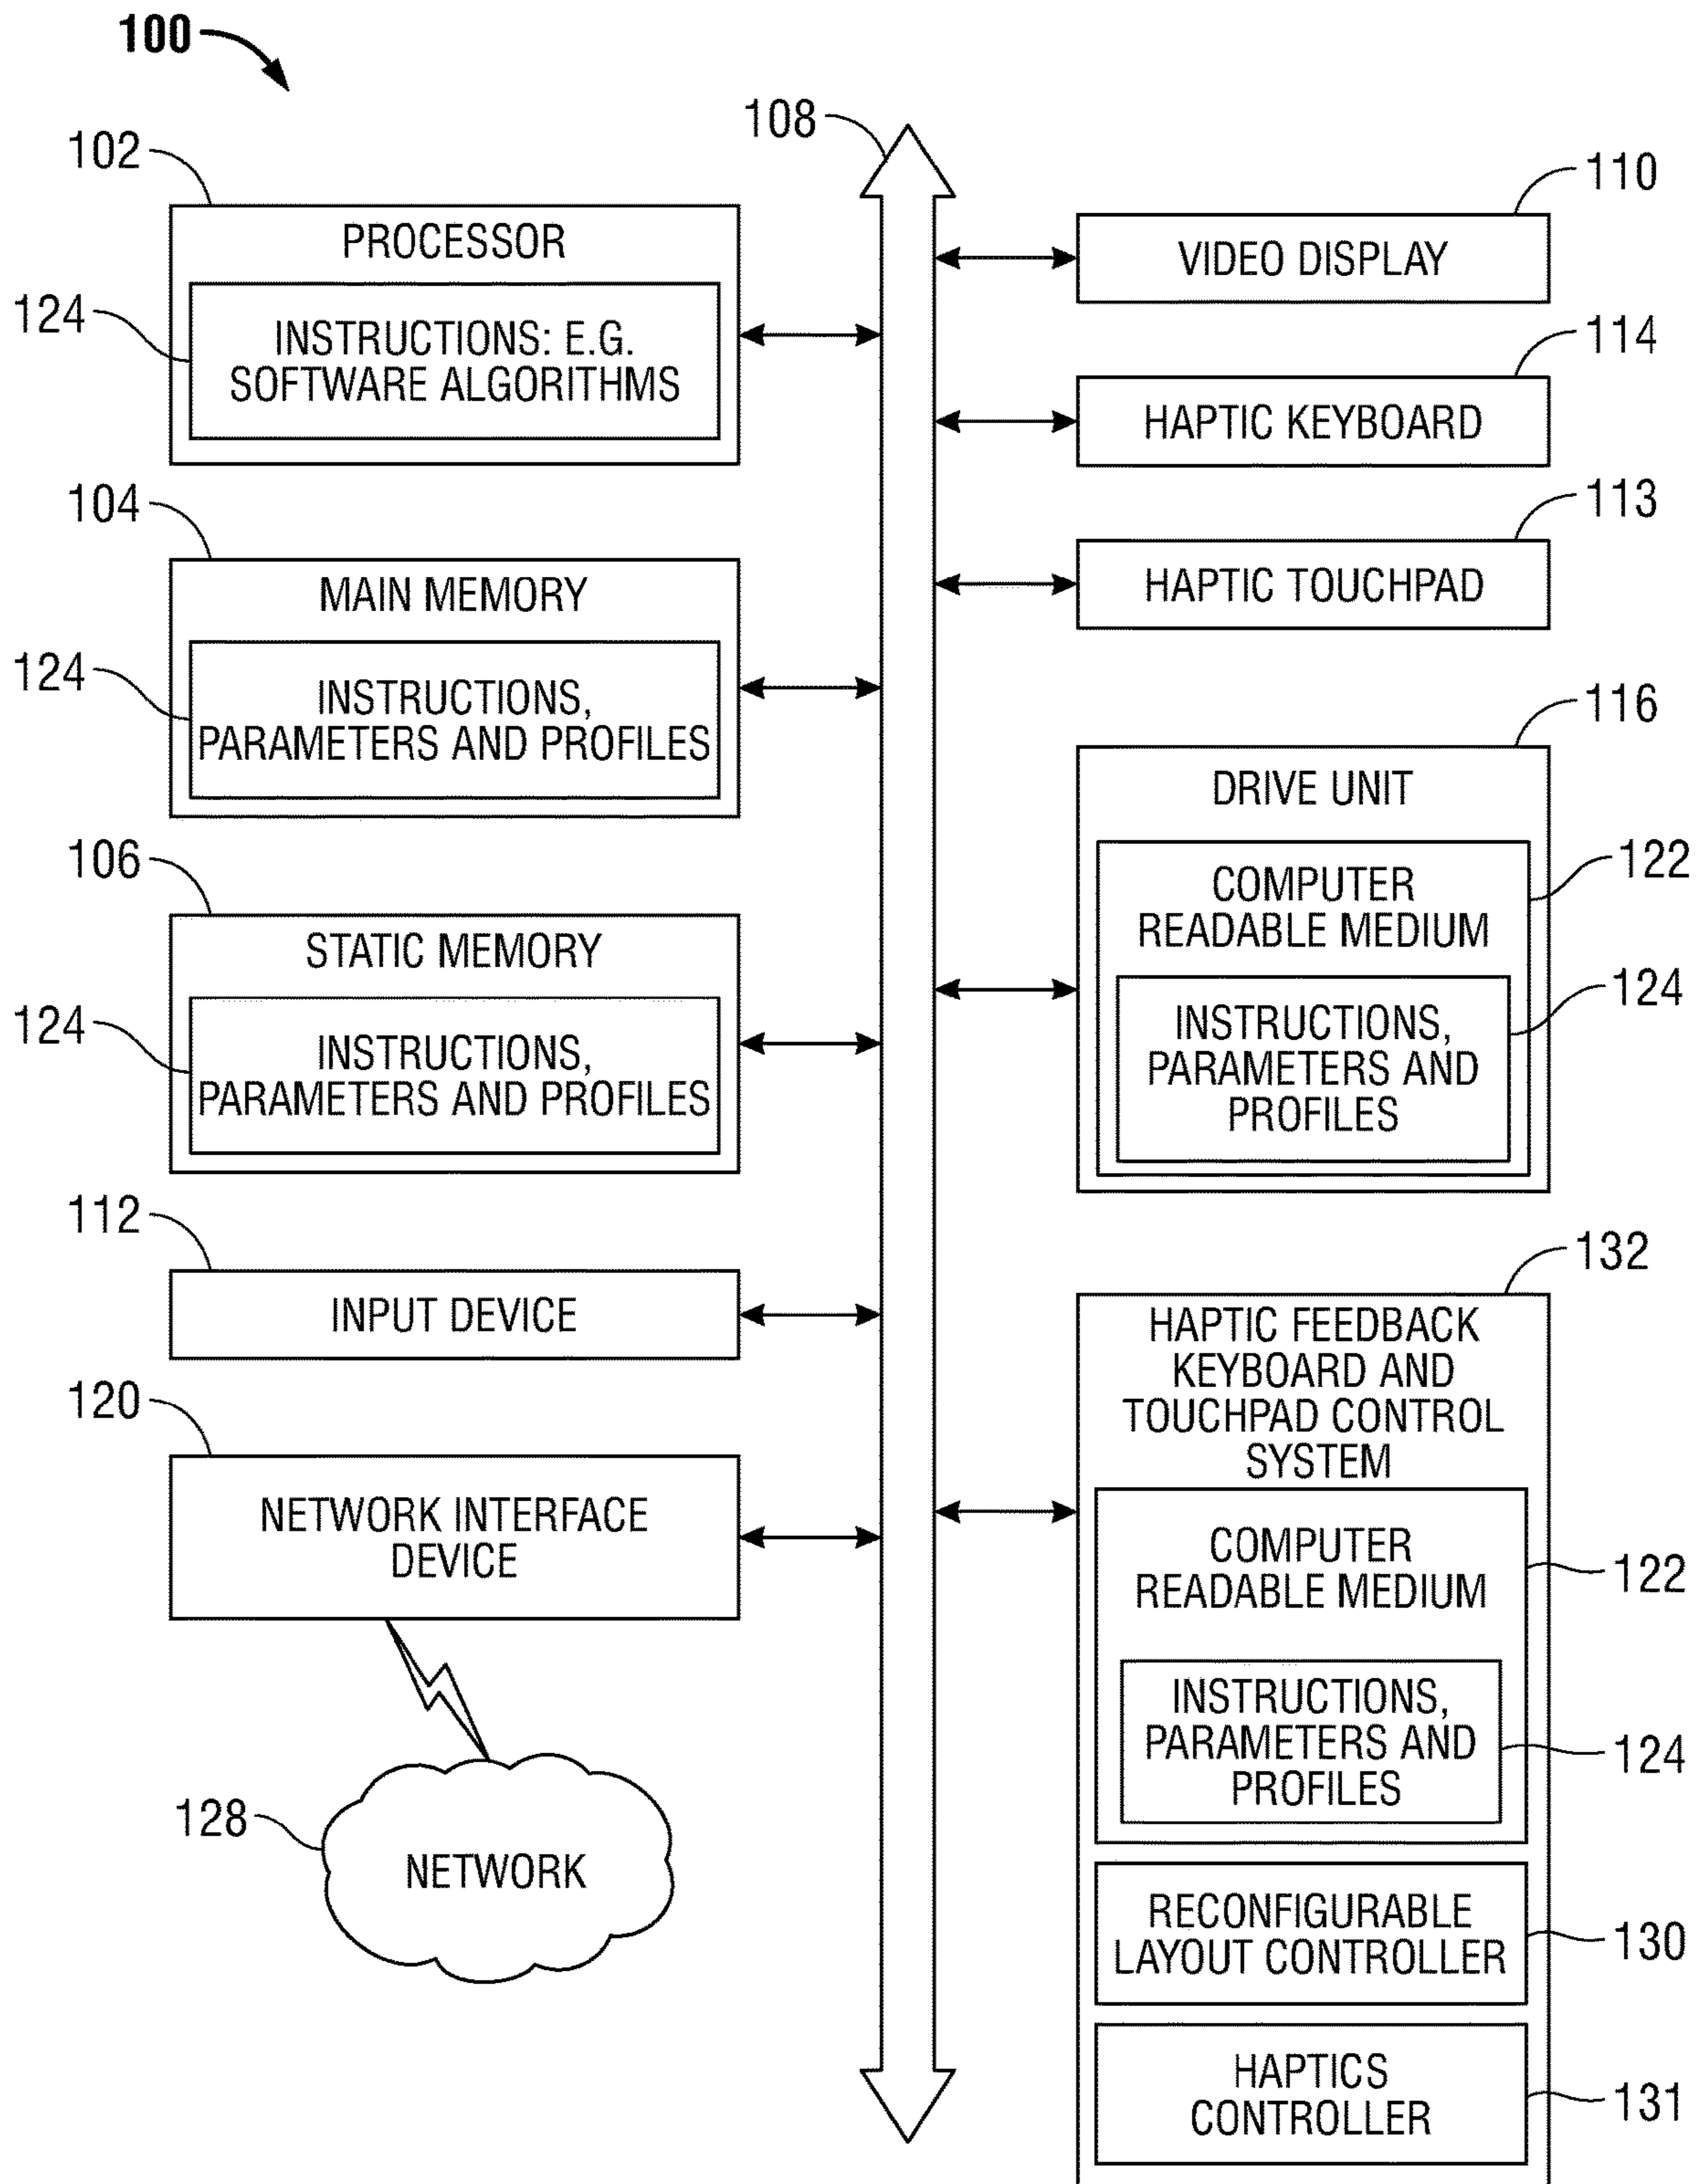 100
108
102
PROCESSOR
124
INSTRUCTIONS: E.G.
SOFTWARE ALGORITHMS
104
MAIN MEMORY
124
INSTRUCTIONS,
PARAMETERS AND PROFILES
106
STATIC MEMORY
124
INSTRUCTIONS,
PARAMETERS AND PROFILES
112
INPUT DEVICE
120
NETWORK INTERFACE
DEVICE
128
NETWORK
110
VIDEO DISPLAY
114
HAPTIC KEYBOARD
113
HAPTIC TOUCHPAD
116
DRIVE UNIT
122
COMPUTER
READABLE MEDIUM
124
INSTRUCTIONS,
PARAMETERS AND
PROFILES
132
HAPTIC FEEDBACK
KEYBOARD AND
TOUCHPAD CONTROL
SYSTEM
COMPUTER
READABLE MEDIUM
122
INSTRUCTIONS,
PARAMETERS AND
PROFILES
124
RECONFIGURABLE
LAYOUT CONTROLLER
130
HAPTICS
CONTROLLER
131